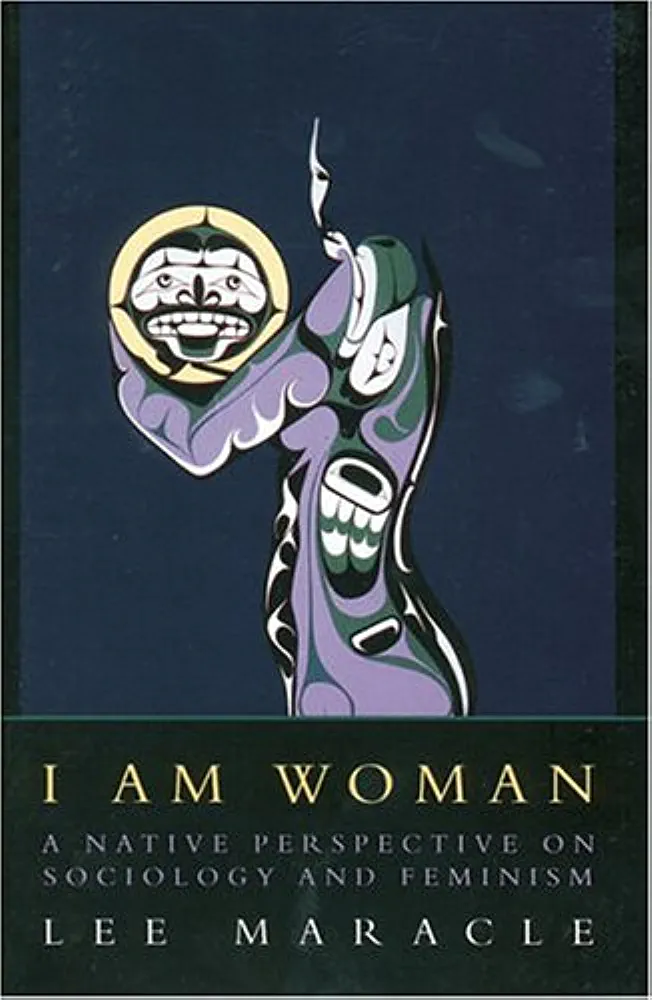 I AM WOMAN
A NATIVE PERSPECTIVE ON
SOCIOLOGY AND FEMINISM
LEE MARACLE